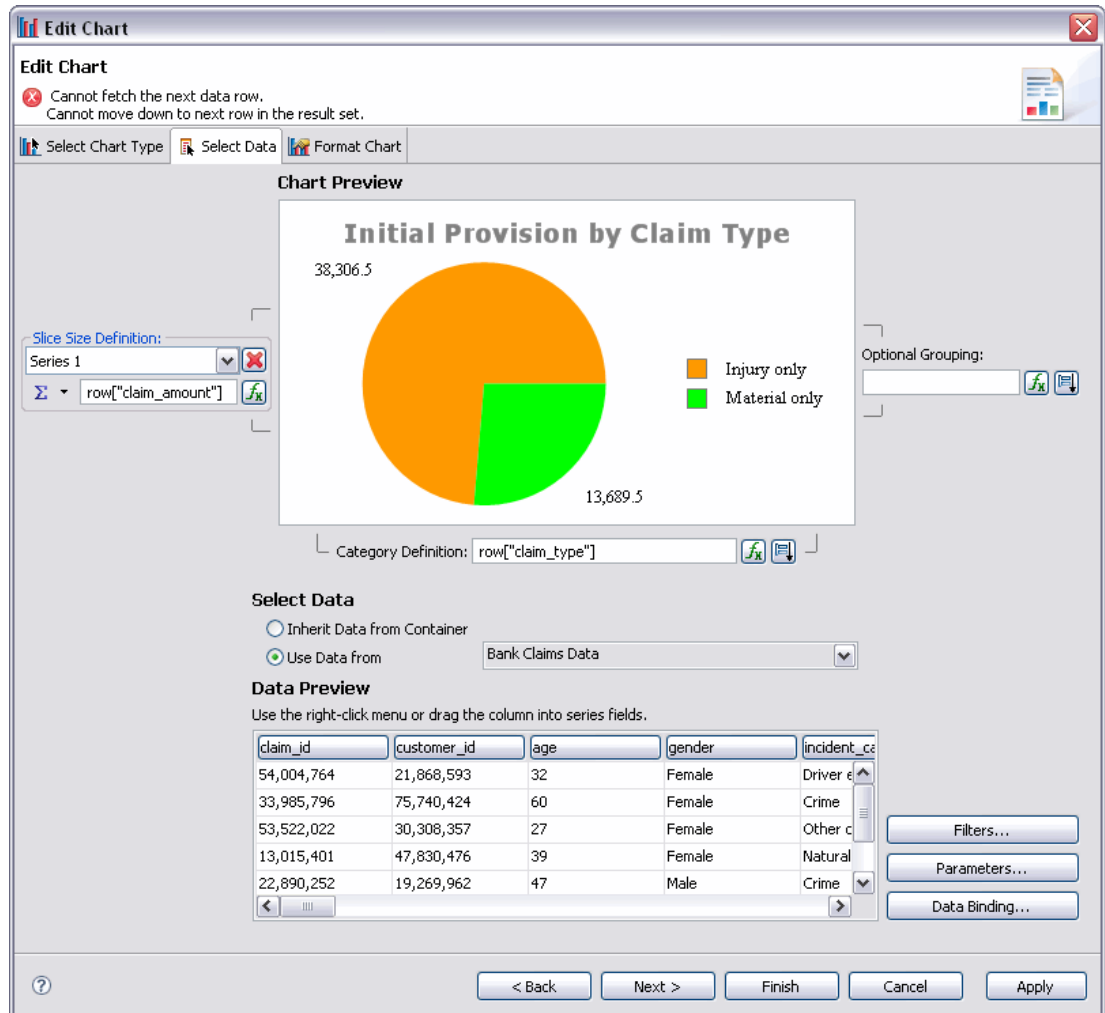 Edit Chart
Edit Chart
Cannot fetch the next data row.
Cannot move down to next row in the result set.
Select Chart Type
Select Data
Format Chart
Chart Preview
Initial Provision by Claim Type
38,306.5
Injury only
Material only
13,689.5
Slice Size Definition:
Series 1
Σ
row["claim_amount"]
fx
Optional Grouping:
fx
Category Definition:
row["claim_type"]
fx
Select Data
Inherit Data from Container
Use Data from
Bank Claims Data
Data Preview
Use the right-click menu or drag the column into series fields.
claim_id customer_id age gender incident_ca
54,004,764 21,868,593 32 Female Driver e
33,985,796 75,740,424 60 Female Crime
53,522,022 30,308,357 27 Female Other c
13,015,401 47,830,476 39 Female Natural
22,890,252 19,269,962 47 Male Crime
Filters...
Parameters...
Data Binding...
?
< Back
Next >
Finish
Cancel
Apply